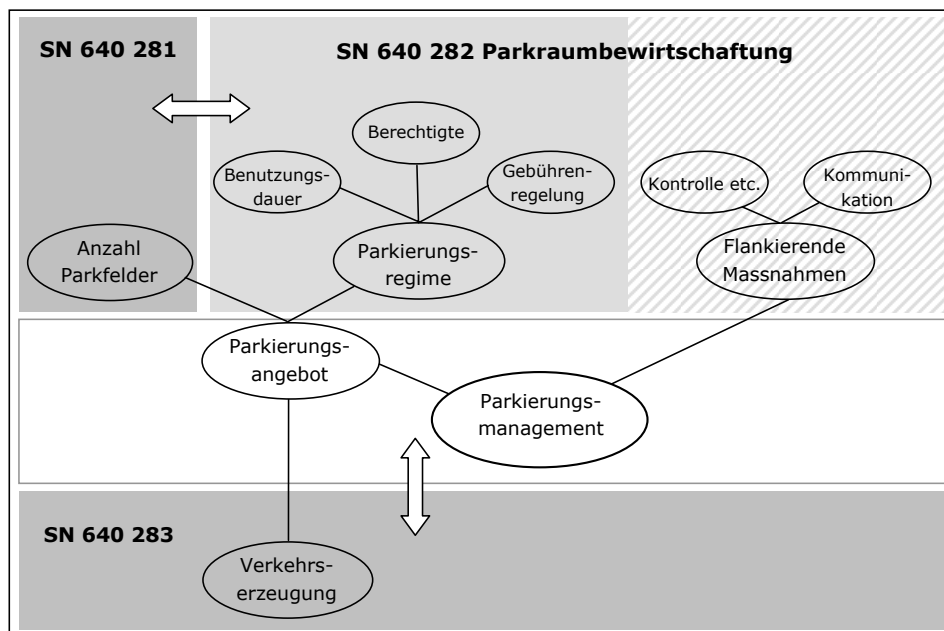 SN 640 281
SN 640 282 Parkraumbewirtschaftung
Berechtigte
Benutzungs-
dauer
Gebühren-
regelung
Kontrolle etc.
Kommuni-
kation
Anzahl
Parkfelder
Parkierungs-
regime
Flankierende
Massnahmen
Parkierungs-
angebot
Parkierungs-
management
SN 640 283
Verkehrs-
erzeugung